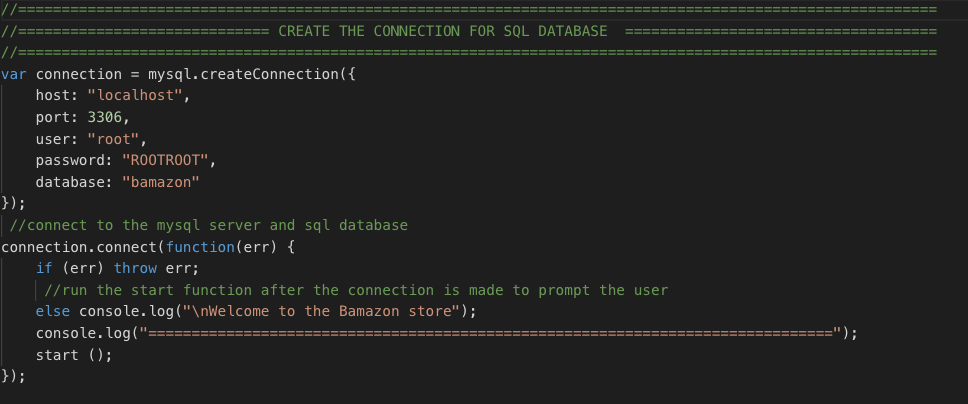 //==========================================================================================================
//============================= CREATE THE CONNECTION FOR SQL DATABASE  ====================================
//==========================================================================================================
var connection = mysql.createConnection({
    host: "localhost",
    port: 3306,
    user: "root",
    password: "ROOTROOT",
    database: "bamazon"
});
 //connect to the mysql server and sql database
connection.connect(function(err) {
    if (err) throw err;
     //run the start function after the connection is made to prompt the user
    else console.log("\nWelcome to the Bamazon store");
    console.log("===============================================================================");
    start ();
});